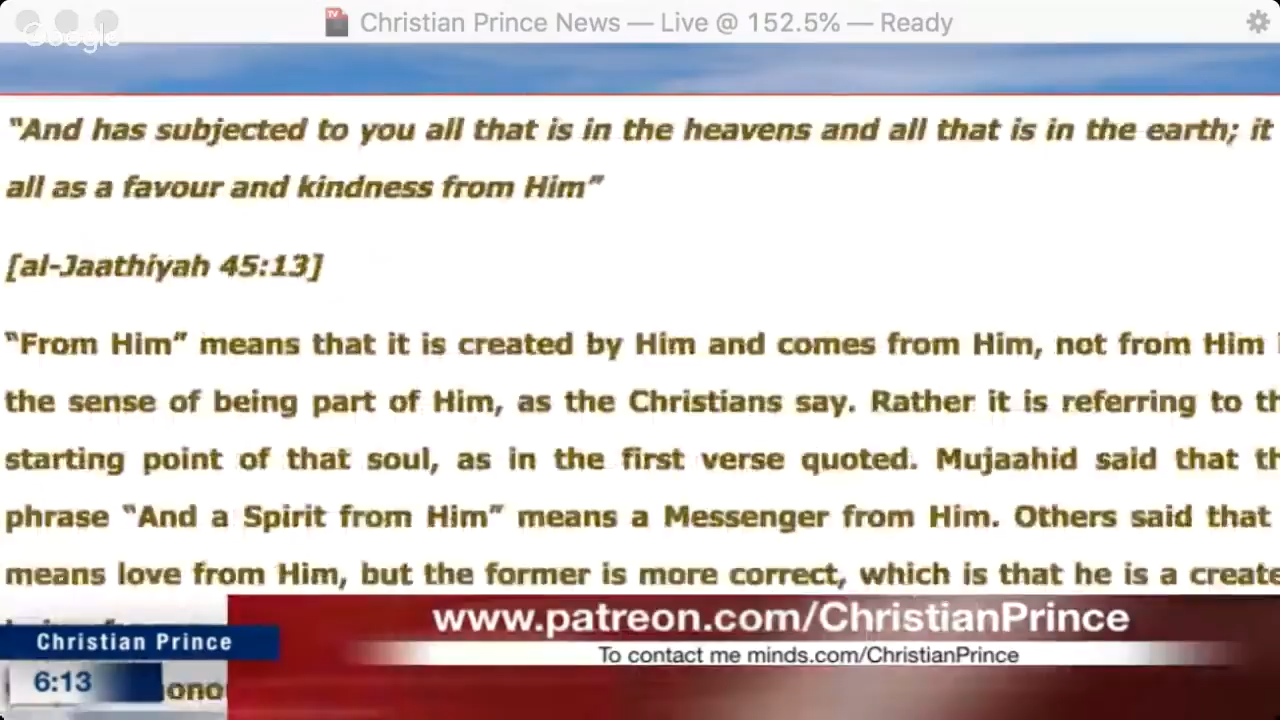 Christian Prince News — Live @ 152.5% — Ready
Google
“And has subjected to you all that is in the heavens and all that is in the earth; it
all as a favour and kindness from Him”
[al-Jaathiyah 45:13]
“From Him” means that it is created by Him and comes from Him, not from Him
the sense of being part of Him, as the Christians say. Rather it is referring to th
starting point of that soul, as in the first verse quoted. Mujaahid said that th
phrase “And a Spirit from Him” means a Messenger from Him. Others said that
means love from Him, but the former is more correct, which is that he is a create
www.patreon.com/ChristianPrince
Christian Prince
To contact me minds.com/ChristianPrince
6:13
ono